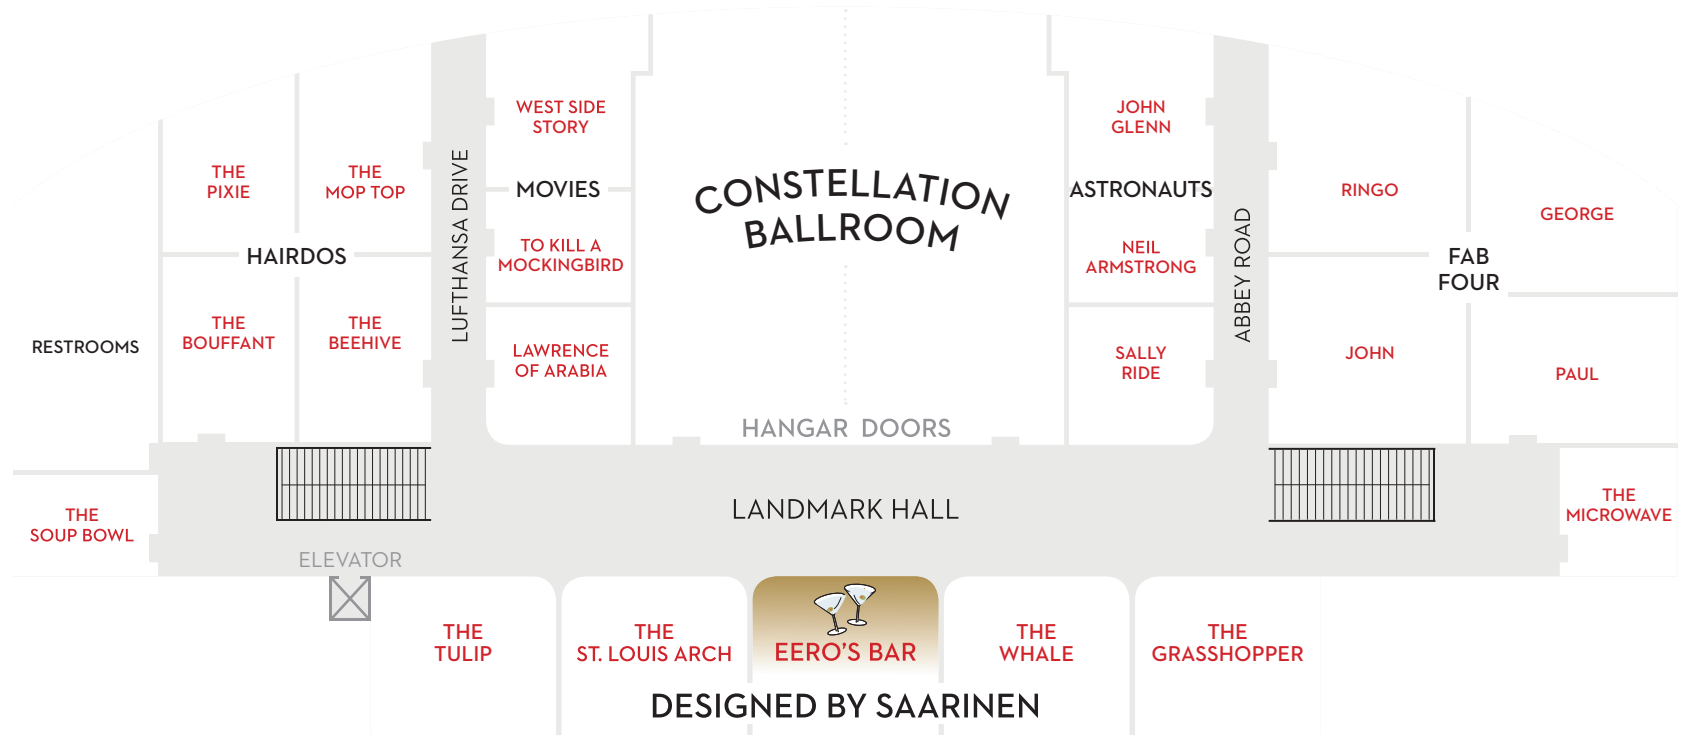 WEST SIDE
STORY
JOHN
GLENN
THE
PIXIE
THE
MOP TOP
LUFTHANSA DRIVE
MOVIES
CONSTELLATION
BALLROOM
ASTRONAUTS
RINGO
GEORGE
HAIRDOS
TO KILL A
MOCKINGBIRD
NEIL
ARMSTRONG
ABBEY ROAD
FAB
FOUR
RESTROOMS
THE
BOUFFANT
THE
BEEHIVE
LAWRENCE
OF ARABIA
SALLY
RIDE
JOHN
PAUL
HANGAR DOORS
THE
SOUP BOWL
LANDMARK HALL
THE
MICROWAVE
ELEVATOR
THE
TULIP
THE
ST. LOUIS ARCH
EERO'S BAR
THE
WHALE
THE
GRASSHOPPER
DESIGNED BY SAARINEN